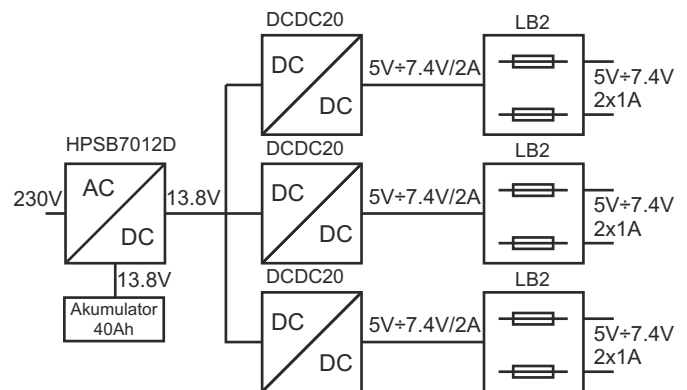 DCDC20
LB2
DC
DC
5V÷7.4V/2A
5V÷7.4V
2x1A
HPSB7012D
DCDC20
LB2
230V
AC
DC
13.8V
DC
DC
5V÷7.4V/2A
5V÷7.4V
2x1A
13.8V
Akumulator
40Ah
DCDC20
LB2
DC
DC
5V÷7.4V/2A
5V÷7.4V
2x1A